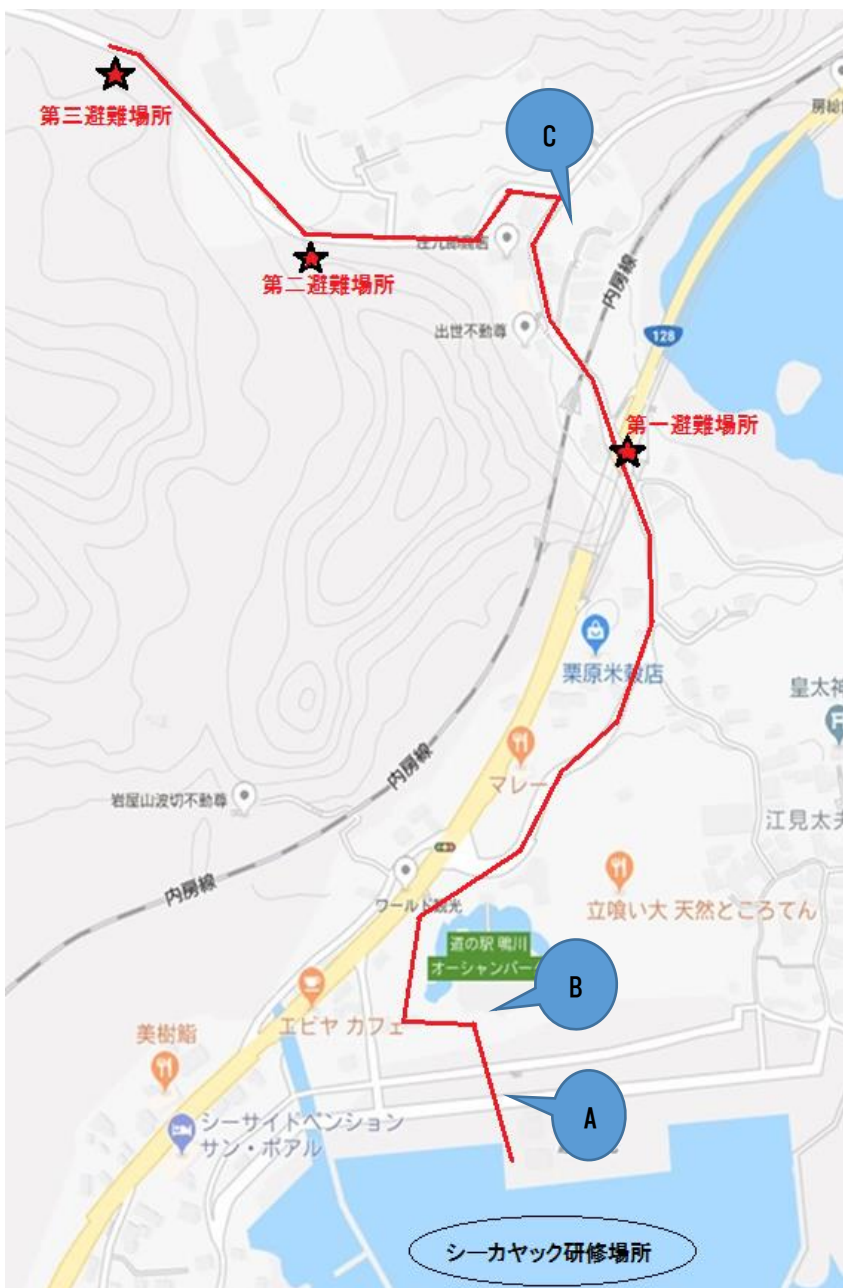 第三避難場所
C
第二避難場所
内房線
出世不動尊
128
第一避難場所
栗原米穀店
マレー
岩屋山波切不動尊
内房線
内房線
ワールド観光
立喰い大 天然ところてん
江見太夫
皇太神
道の駅 鴨川
オーシャンパーク
B
エビヤ カフェ
美樹鮨
シーサイドペンション
サン・ポアル
A
シーカヤック研修場所